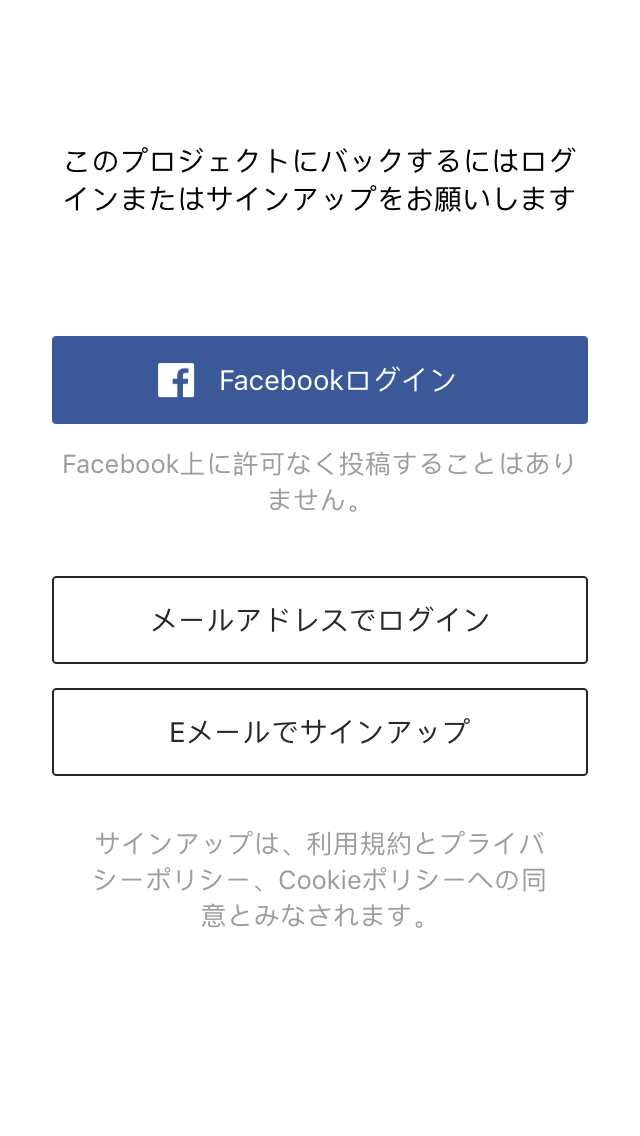 このプロジェクトにバックするにはログ
インまたはサインアップをお願いします
Facebookログイン
Facebook上に許可なく投稿することはあり
ません。
メールアドレスでログイン
Eメールでサインアップ
サインアップは、利用規約とプライバ
シーポリシー、Cookieポリシーへの同
意とみなされます。